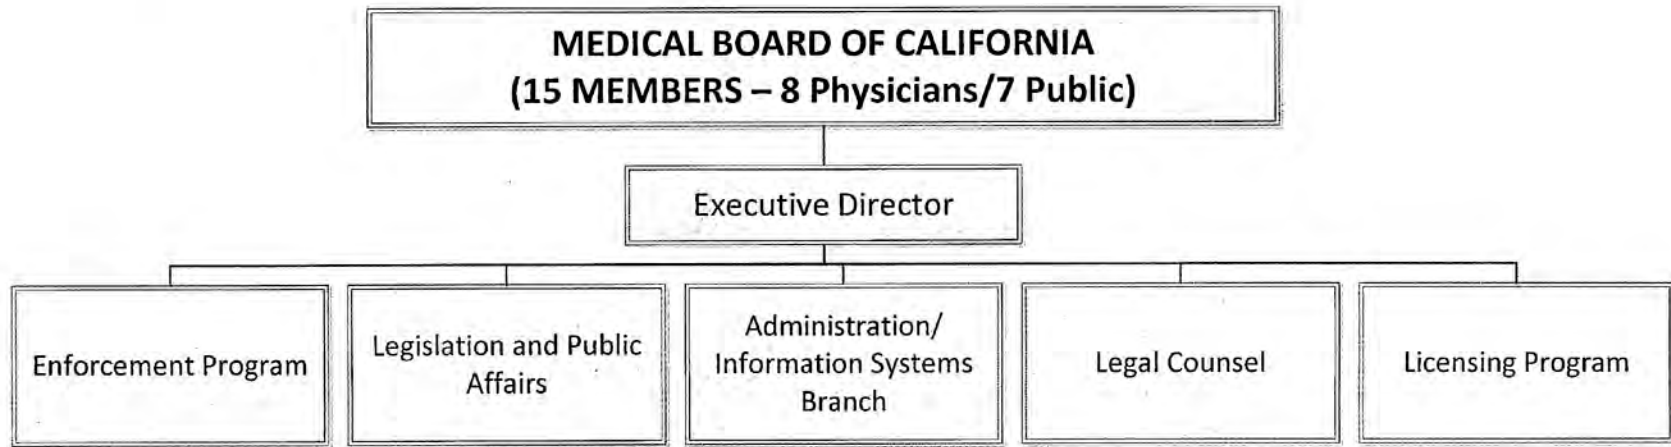 MEDICAL BOARD OF CALIFORNIA
(15 MEMBERS – 8 Physicians/7 Public)
Executive Director
Enforcement Program
Legislation and Public
Affairs
Administration/
Information Systems
Branch
Legal Counsel
Licensing Program